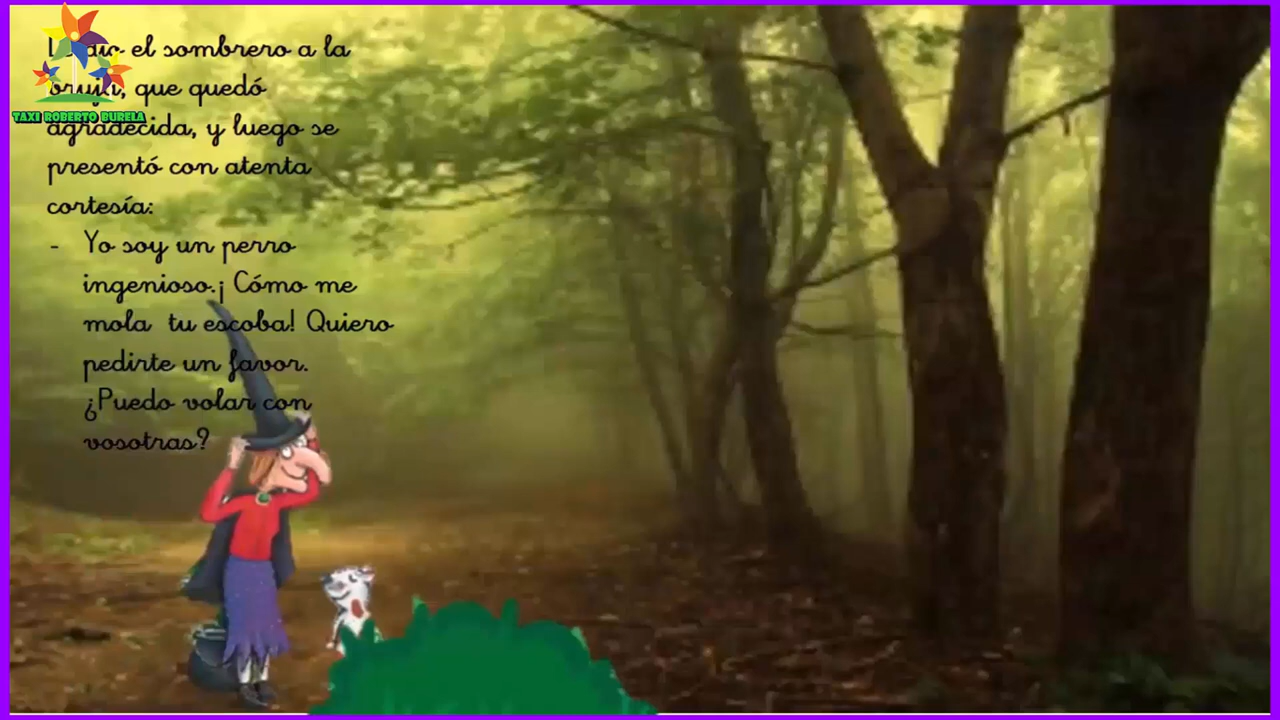 el sombrero a la
bruja, que quedó
TAXI ROBERTO BURELA
agradecida, y luego se
presentó con atenta
cortesía:
- Yo soy un perro
ingenioso.¡ Cómo me
mola tu escoba! Quiero
pedirte un favor.
¿Puedo volar con
vosotras?